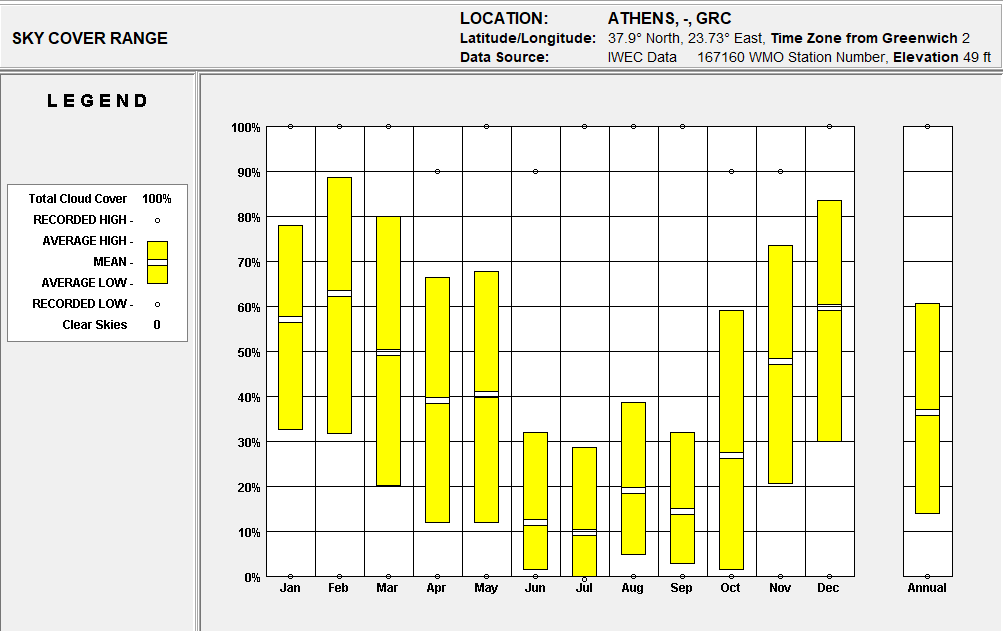 SKY COVER RANGE
LOCATION: ATHENS, -, GRC
Latitude/Longitude: 37.9° North, 23.73° East, Time Zone from Greenwich 2
Data Source: IWEC Data 167160 WMO Station Number, Elevation 49 ft
LEGEND
Total Cloud Cover 100%
RECORDED HIGH -
AVERAGE HIGH -
MEAN -
AVERAGE LOW -
RECORDED LOW -
Clear Skies 0
100%
90%
80%
70%
60%
50%
40%
30%
20%
10%
0%
Jan Feb Mar Apr May Jun Jul Aug Sep Oct Nov Dec Annual